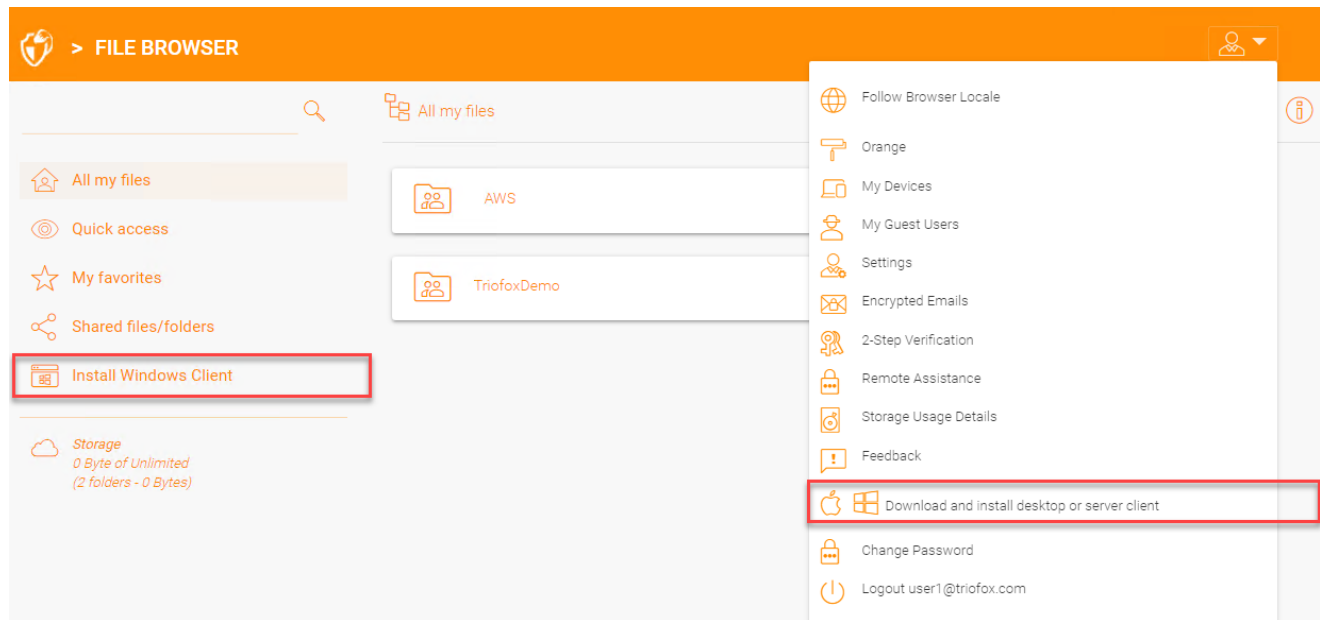 > FILE BROWSER
All my files
Quick access
My favorites
Shared files/folders
Install Windows Client
Storage
0 Byte of Unlimited
(2 folders - 0 Bytes)
All my files
AWS
TriofoxDemo
Follow Browser Locale
Orange
My Devices
My Guest Users
Settings
Encrypted Emails
2-Step Verification
Remote Assistance
Storage Usage Details
Feedback
Download and install desktop or server client
Change Password
Logout user1@triofox.com